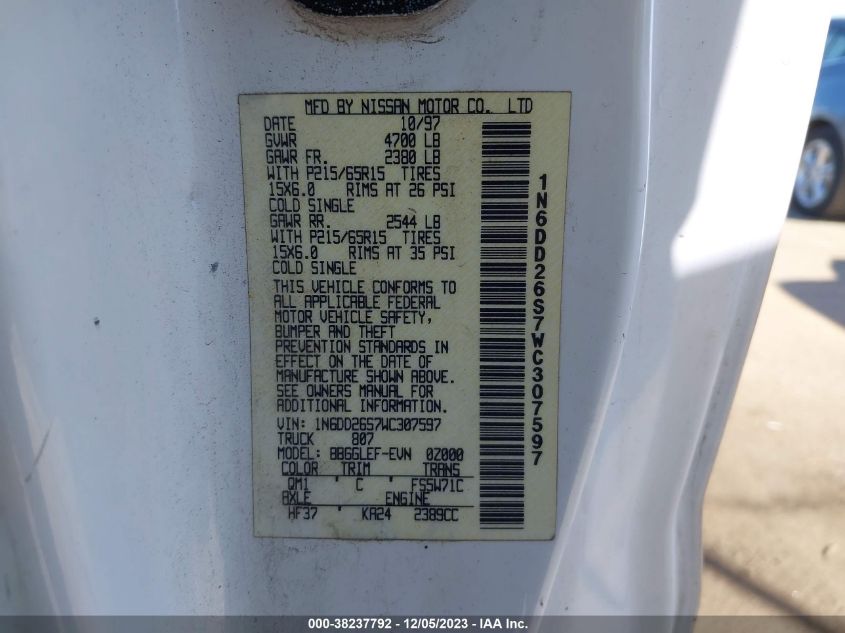 MFD BY NISSAN MOTOR CO. LTD
DATE 10/97
GVWR 4700 LB
GAWR FR. 2380 LB
WITH P215/65R15 TIRES
15X6.0 RIMS AT 26 PSI
COLD SINGLE
GAWR RR. 2544 LB
WITH P215/65R15 TIRES
15X6.0 RIMS AT 35 PSI
COLD SINGLE
THIS VEHICLE CONFORMS TO
ALL APPLICABLE FEDERAL
MOTOR VEHICLE SAFETY,
BUMPER AND THEFT
PREVENTION STANDARDS IN
EFFECT ON THE DATE OF
MANUFACTURE SHOWN ABOVE.
SEE OWNERS MANUAL FOR
ADDITIONAL INFORMATION.
VIN: 1N6DD26S7WC307597
TRUCK 807
MODEL: BBGGLEF-EVN 0Z000
COLOR TRIM TRANS
QM1 C FS5W71C
AXLE ENGINE
HF37 KA24 2389CC
1N6DD26S7WC307597
000-38237792 - 12/05/2023 - IAA Inc.